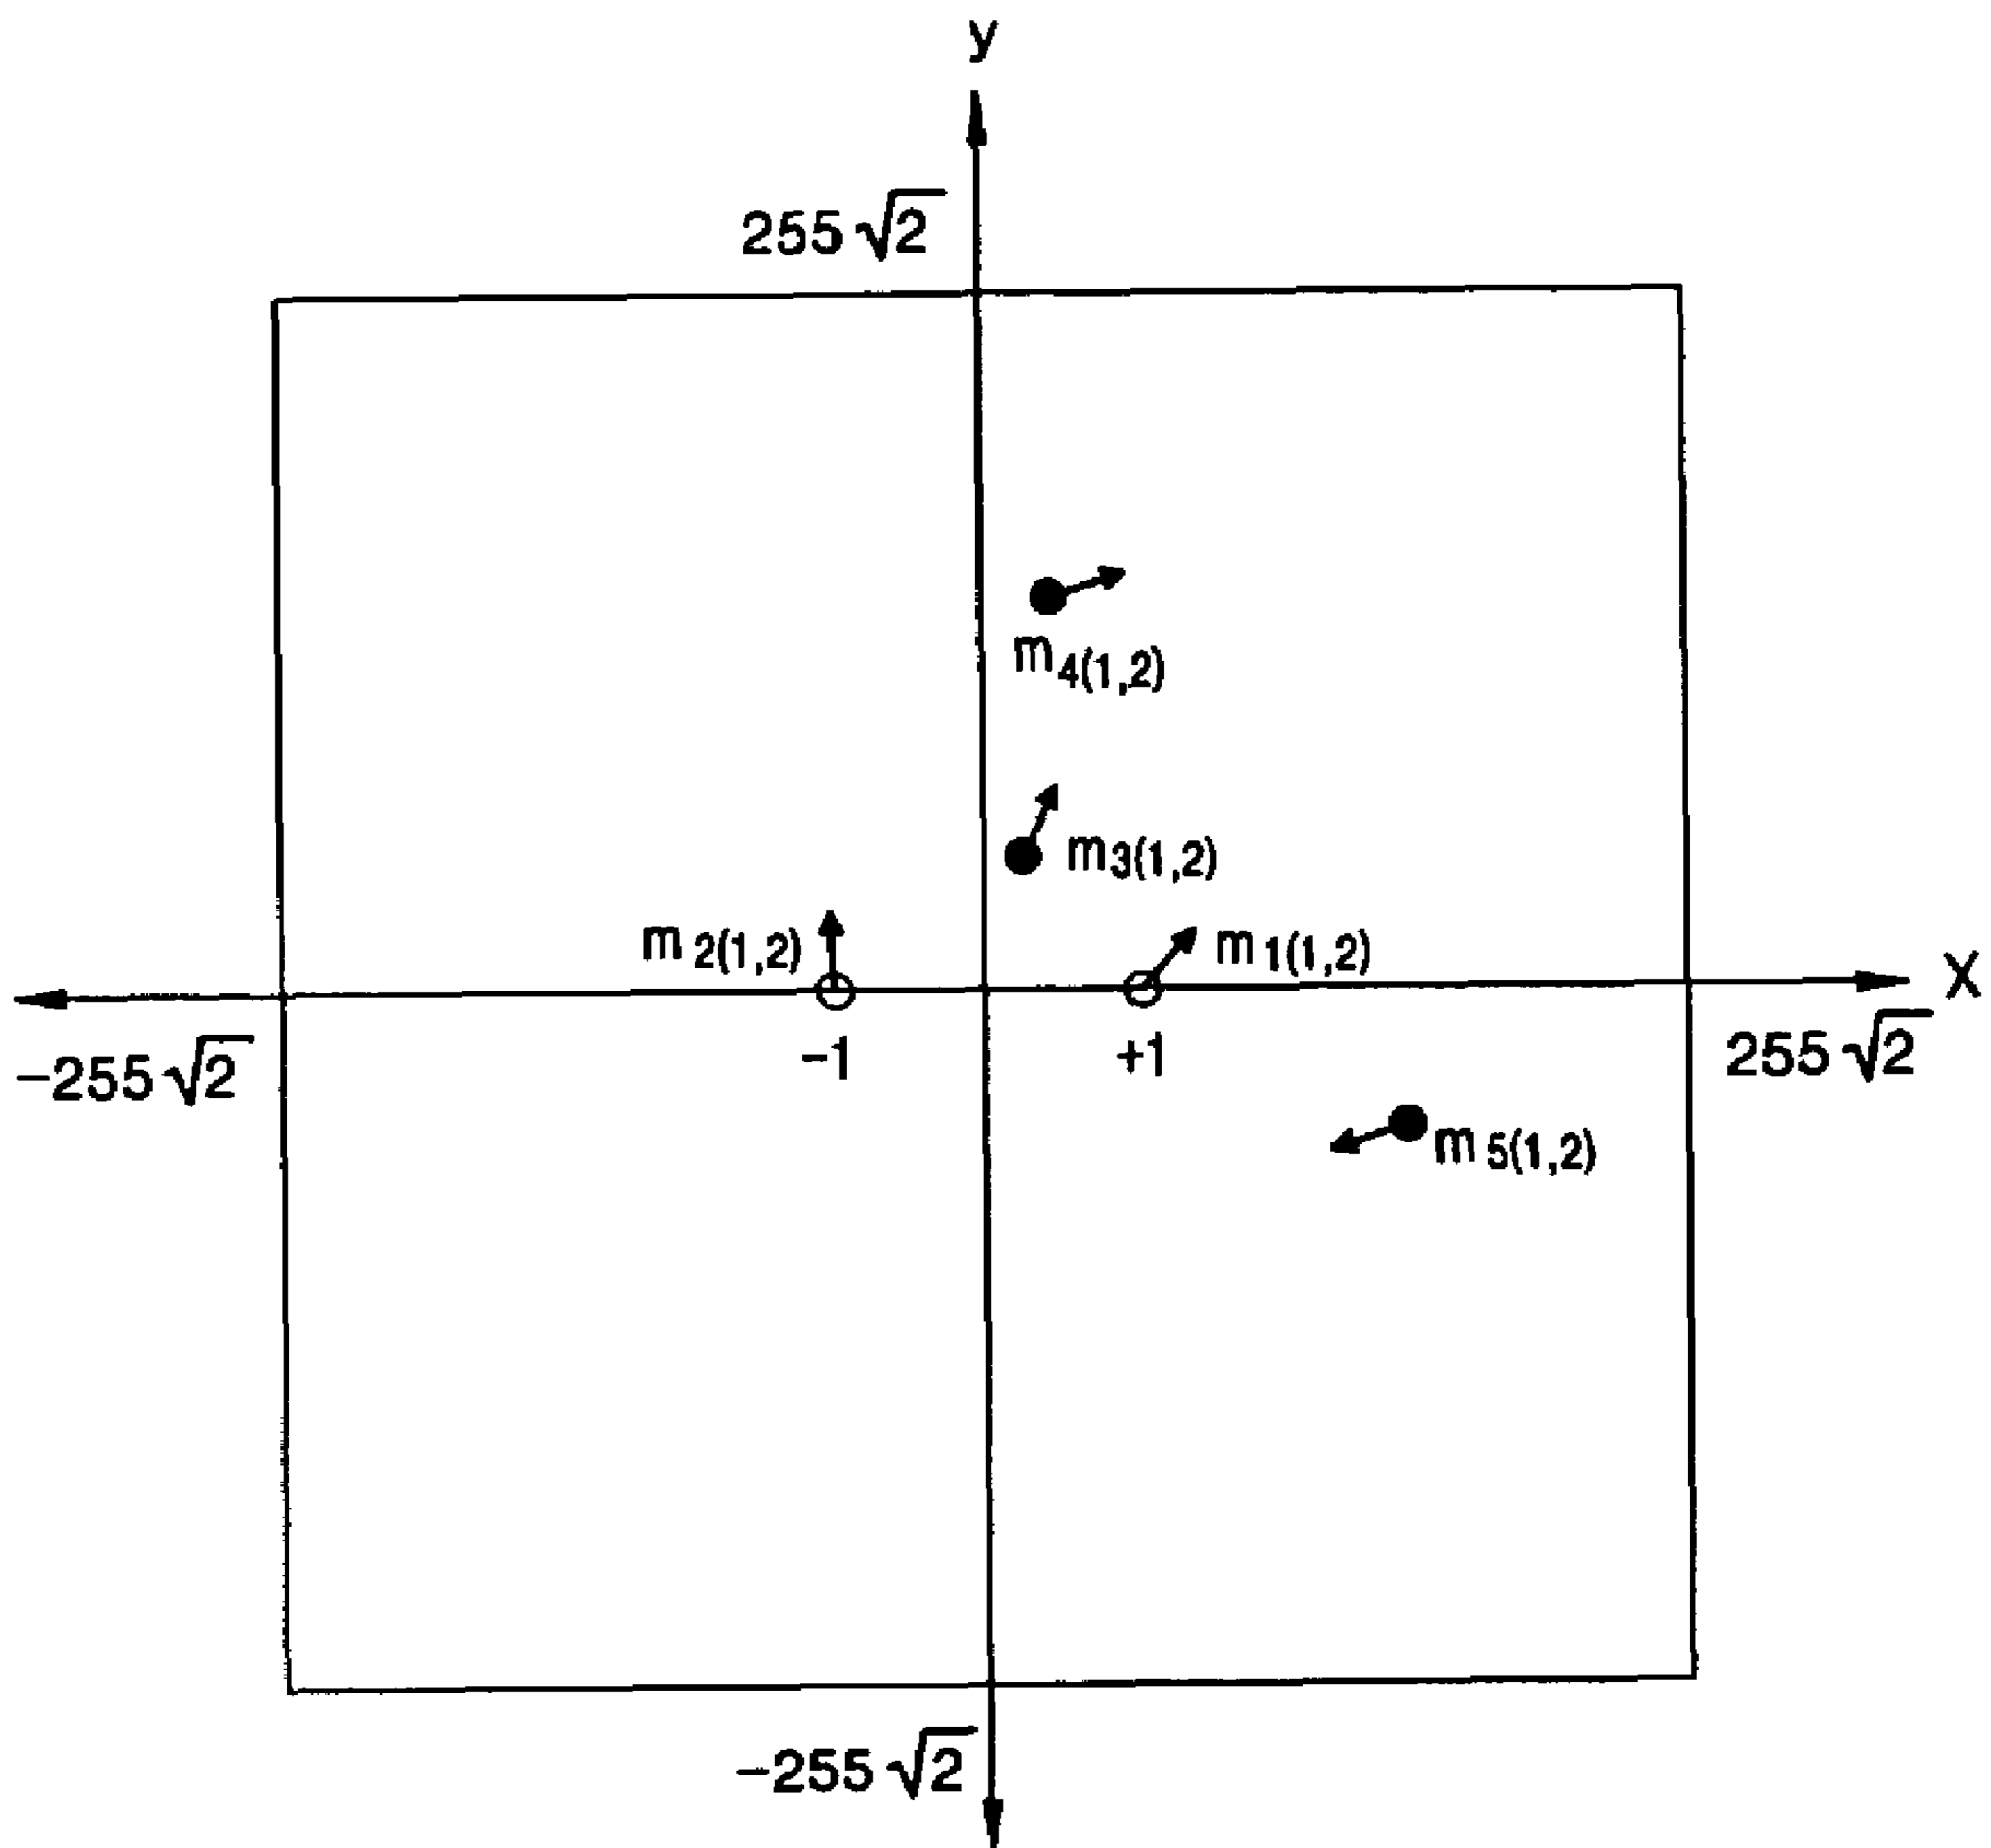 y
255√2
m4(1,2)
m3(1,2)
m2(1,2) m1(1,2)
X
-1 +1
-255√2 255√2
m5(1,2)
-255√2